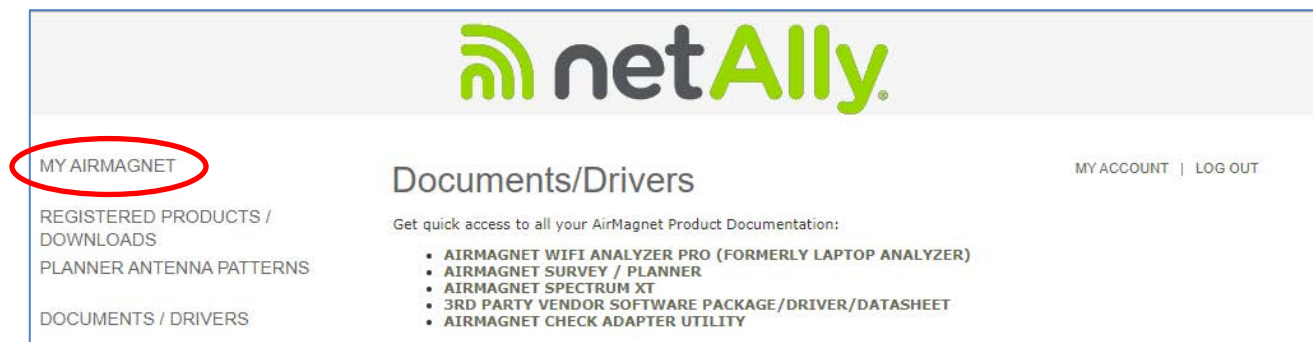 netAlly®
MY AIRMAGNET
REGISTERED PRODUCTS /
DOWNLOADS
PLANNER ANTENNA PATTERNS
DOCUMENTS / DRIVERS
Documents/Drivers
MY ACCOUNT | LOG OUT
Get quick access to all your AirMagnet Product Documentation:
• AIRMAGNET WIFI ANALYZER PRO (FORMERLY LAPTOP ANALYZER)
• AIRMAGNET SURVEY / PLANNER
• AIRMAGNET SPECTRUM XT
• 3RD PARTY VENDOR SOFTWARE PACKAGE/DRIVER/DATASHEET
• AIRMAGNET CHECK ADAPTER UTILITY